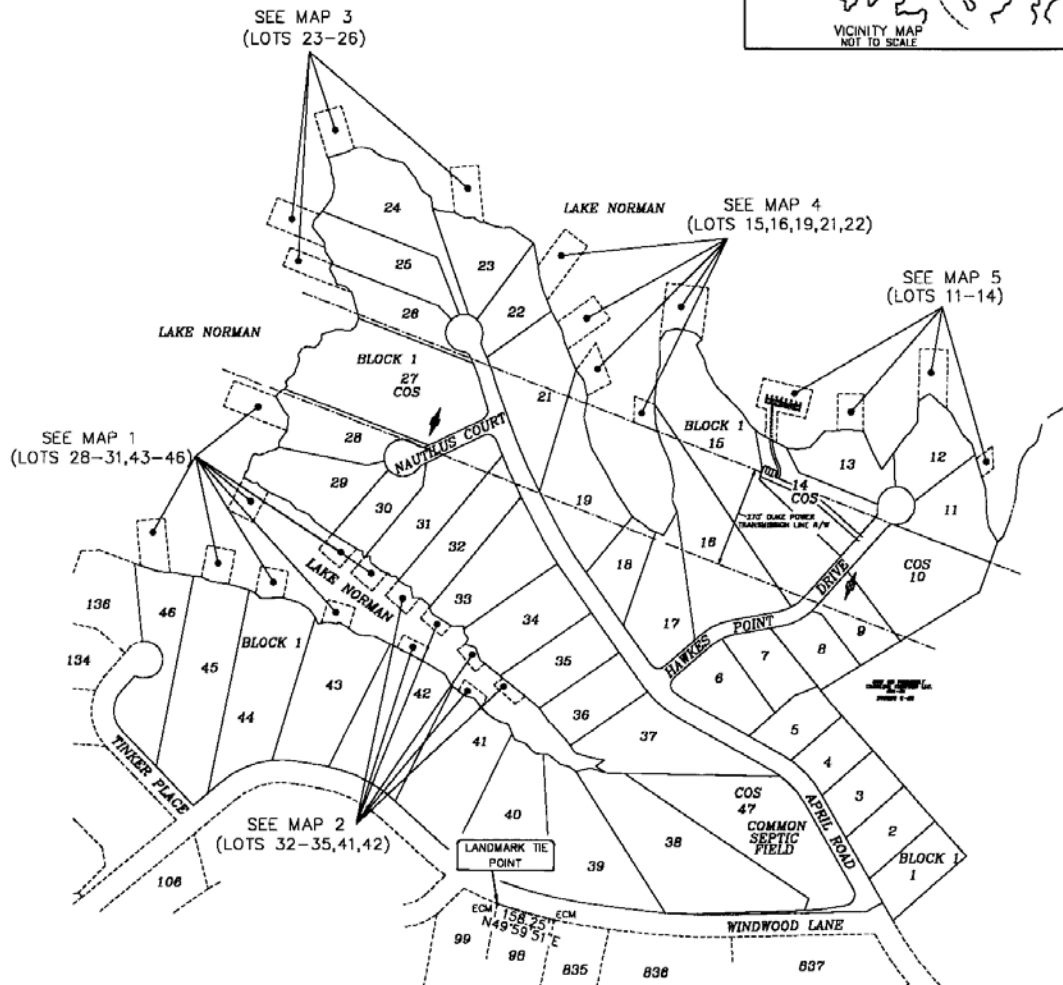 VICINITY MAP
NOT TO SCALE
SEE MAP 3
(LOTS 23-26)
LAKE NORMAN
SEE MAP 4
(LOTS 15,16,19,21,22)
SEE MAP 5
(LOTS 11-14)
24
25
23
26
22
LAKE NORMAN
BLOCK 1
27
COS
21
BLOCK 1
15
SEE MAP 1
(LOTS 28-31,43-46)
28
NAUTILUS COURT
29
30
31
32
33
13
12
14
COS
11
TRANSMISSION LINE R/W
19
18
16
COS
10
LAKE NORMAN
136
46
BLOCK 1
134
45
44
43
42
34
35
36
37
17
HAWKES POINT DRIVE
6
7
8
9
5
4
3
2
BLOCK 1
1
TINKER PLACE
41
40
39
38
COS
47
COMMON
SEPTIC
FIELD
APRIL ROAD
SEE MAP 2
(LOTS 32-35,41,42)
LANDMARK TIE
POINT
106
ECM 158.25' ECM
N49°59'51"E
WINDWOOD LANE
99
98
835
836
837